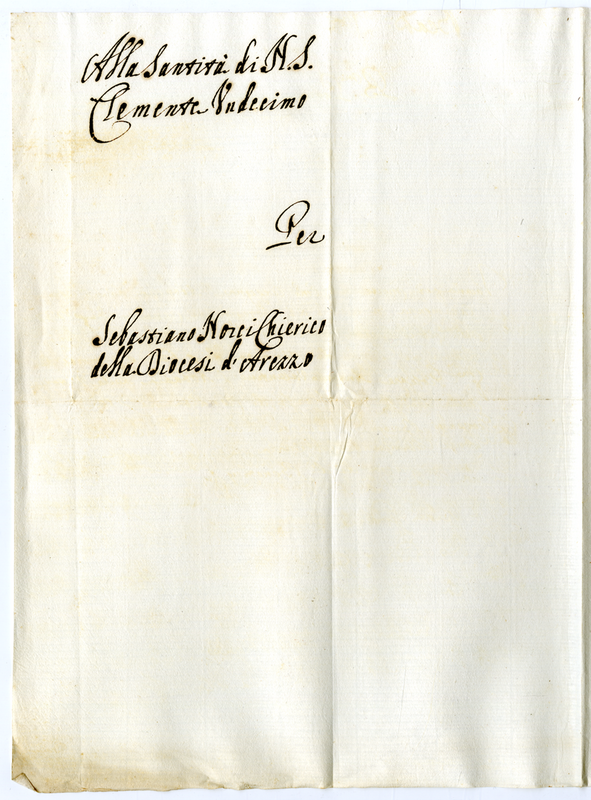 Alla Santità di N.S.
Clemente Undecimo
Per
Sebastiano Norci Chierico
della Diocesi d'Arezzo